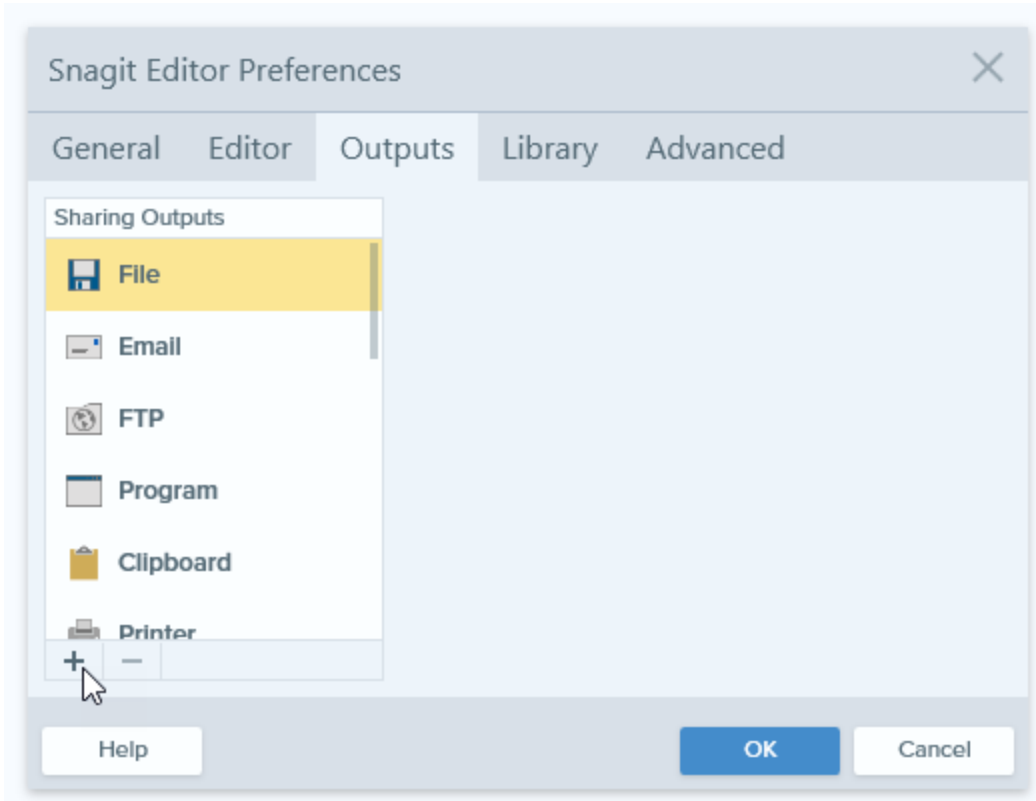 Snagit Editor Preferences
General Editor Outputs Library Advanced
Sharing Outputs
File
Email
FTP
Program
Clipboard
Printer
Help OK Cancel